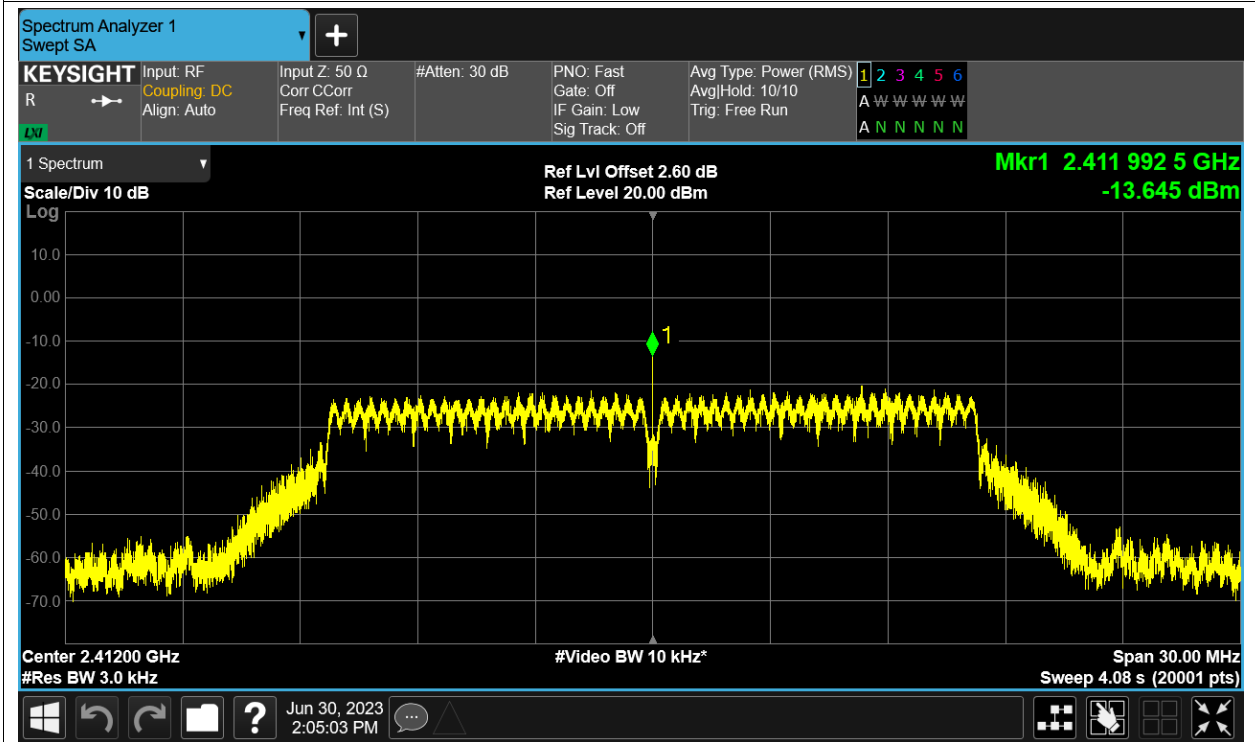 Spectrum Analyzer 1
Swept SA
+
KEYSIGHT
R
LXI
Input: RF
Coupling: DC
Align: Auto
Input Z: 50 Ω
Corr CCorr
Freq Ref: Int (S)
#Atten: 30 dB
PNO: Fast
Gate: Off
IF Gain: Low
Sig Track: Off
Avg Type: Power (RMS)
Avg|Hold: 10/10
Trig: Free Run
1 2 3 4 5 6
A W W W W W
A N N N N N
1 Spectrum
Scale/Div 10 dB
Ref Lvl Offset 2.60 dB
Ref Level 20.00 dBm
Mkr1 2.411 992 5 GHz
-13.645 dBm
Log
10.0
0.00
-10.0
-20.0
-30.0
-40.0
-50.0
-60.0
-70.0
1
Center 2.41200 GHz
#Res BW 3.0 kHz
#Video BW 10 kHz*
Span 30.00 MHz
Sweep 4.08 s (20001 pts)
?
Jun 30, 2023
2:05:03 PM